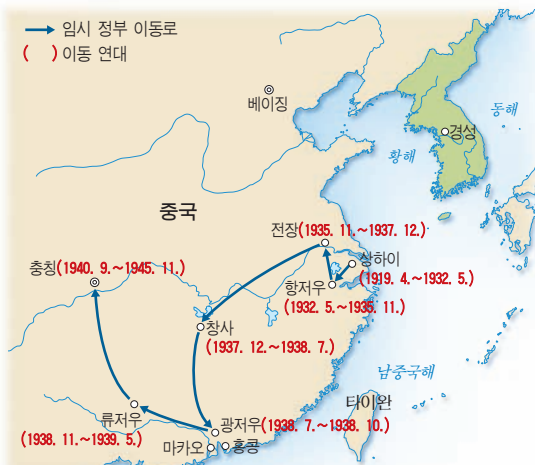 임시 정부 이동로
( ) 이동 연대
베이징
경성
동해
황해
중국
전장(1935. 11.~1937. 12.)
상하이
(1919. 4.~1932. 5.)
충칭(1940. 9.~1945. 11.)
항저우
(1932. 5.~1935. 11.)
창사
(1937. 12.~1938. 7.)
남중국해
타이완
류저우
(1938. 11.~1939. 5.)
광저우(1938. 7.~1938. 10.)
마카오
홍콩